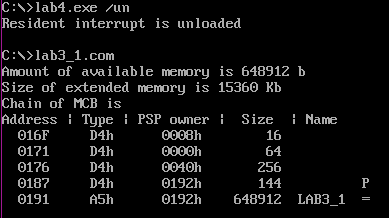 C:\>lab4.exe /un
Resident interrupt is unloaded
C:\>lab3_1.com
Amount of available memory is 648912 b
Size of extended memory is 15360 Kb
Chain of MCB is
Address | Type | PSP owner | Size | Name
016F D4h 0008h 16
0171 D4h 0000h 64
0176 D4h 0040h 256
0187 D4h 0192h 144 P
0191 A5h 0192h 648912 LAB3_1 =